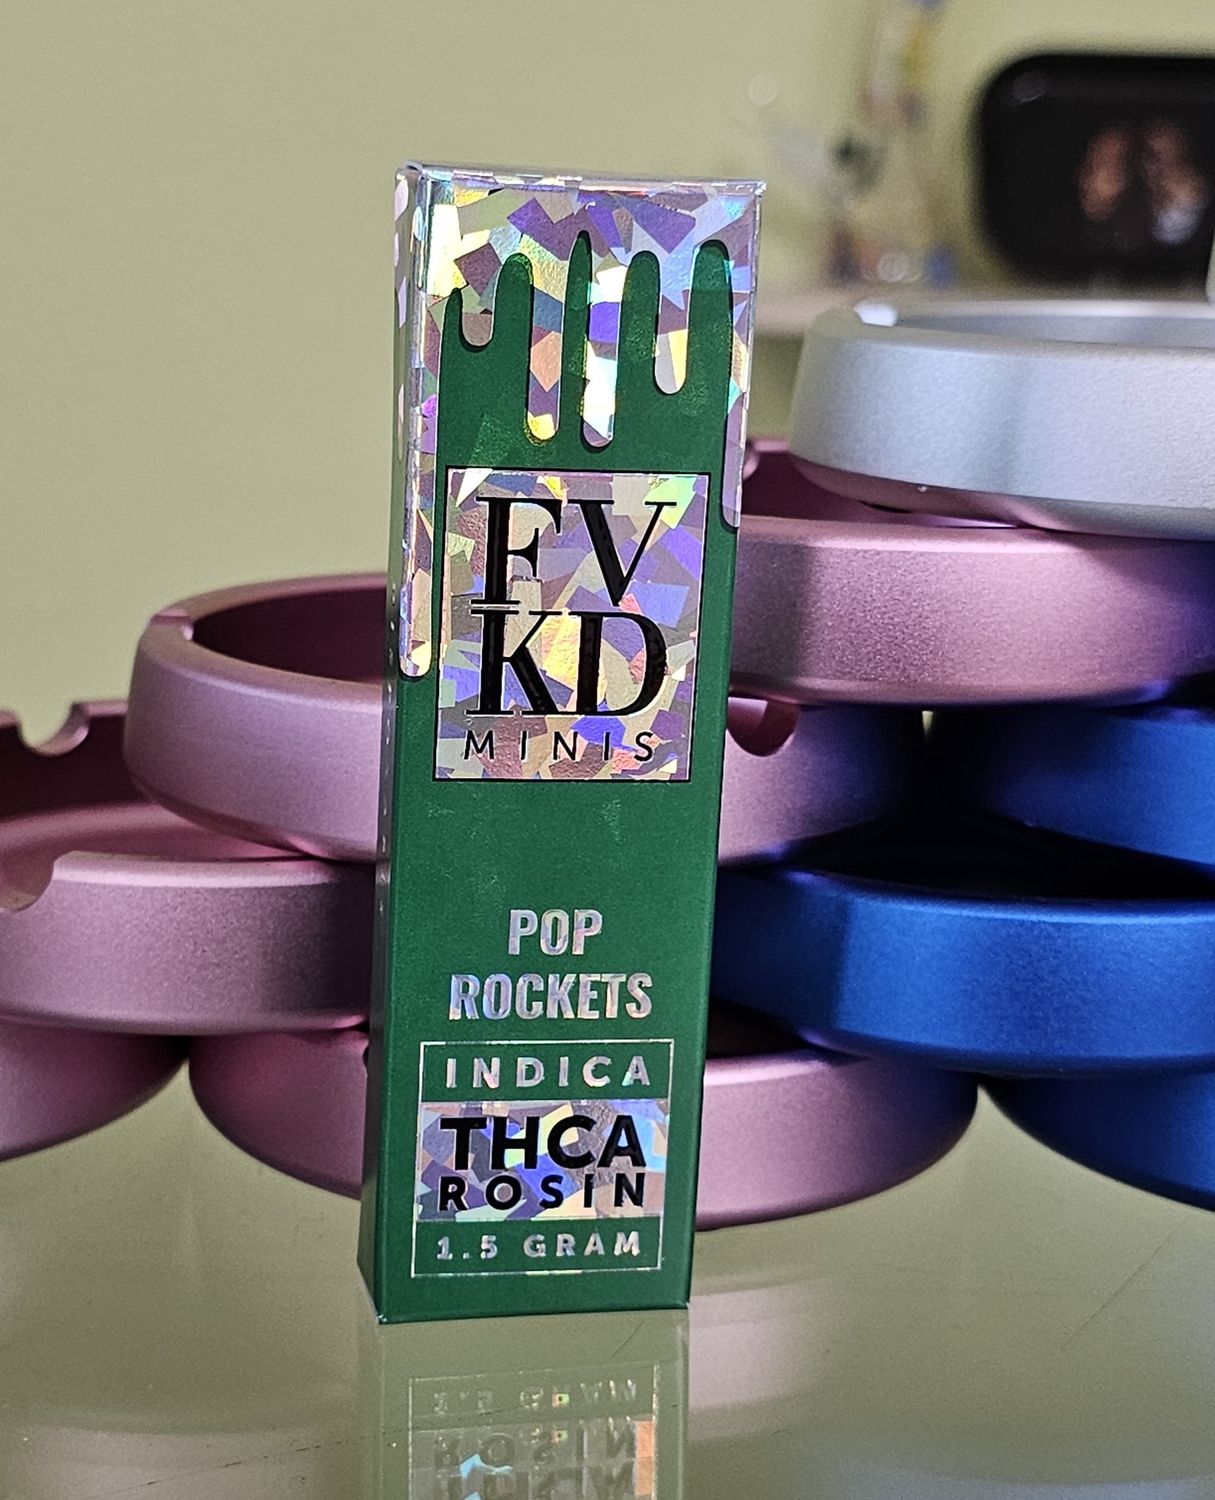 FV
KD
MINIS
POP
ROCKETS
INDICA
THCA
ROSIN
1.5 GRAM